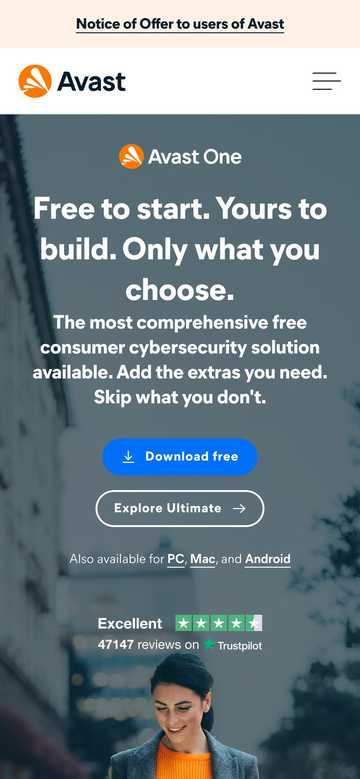 Notice of Offer to users of Avast
Avast
Avast One
Free to start. Yours to
build. Only what you
choose.
The most comprehensive free
consumer cybersecurity solution
available. Add the extras you need.
Skip what you don't.
Download free
Explore Ultimate
Also available for PC, Mac, and Android
Excellent
47147 reviews on Trustpilot